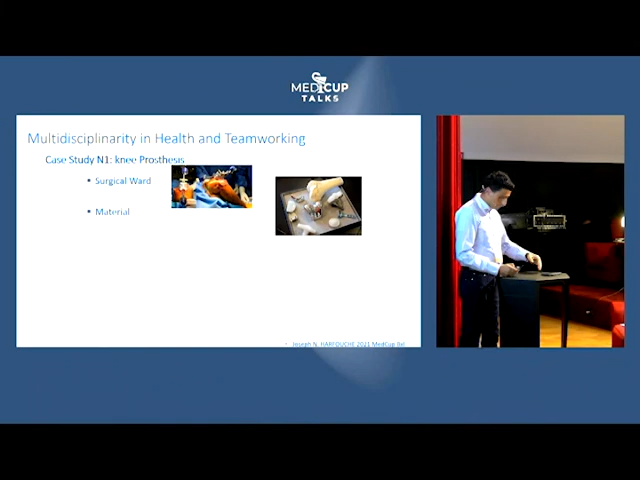 MEDICUP
TALKS
Multidisciplinarity in Health and Teamworking
Case Study N1: knee Prosthesis
▪ Surgical Ward
▪ Material
Joseph N. HARFOUCHE 2021 MedCup Bei